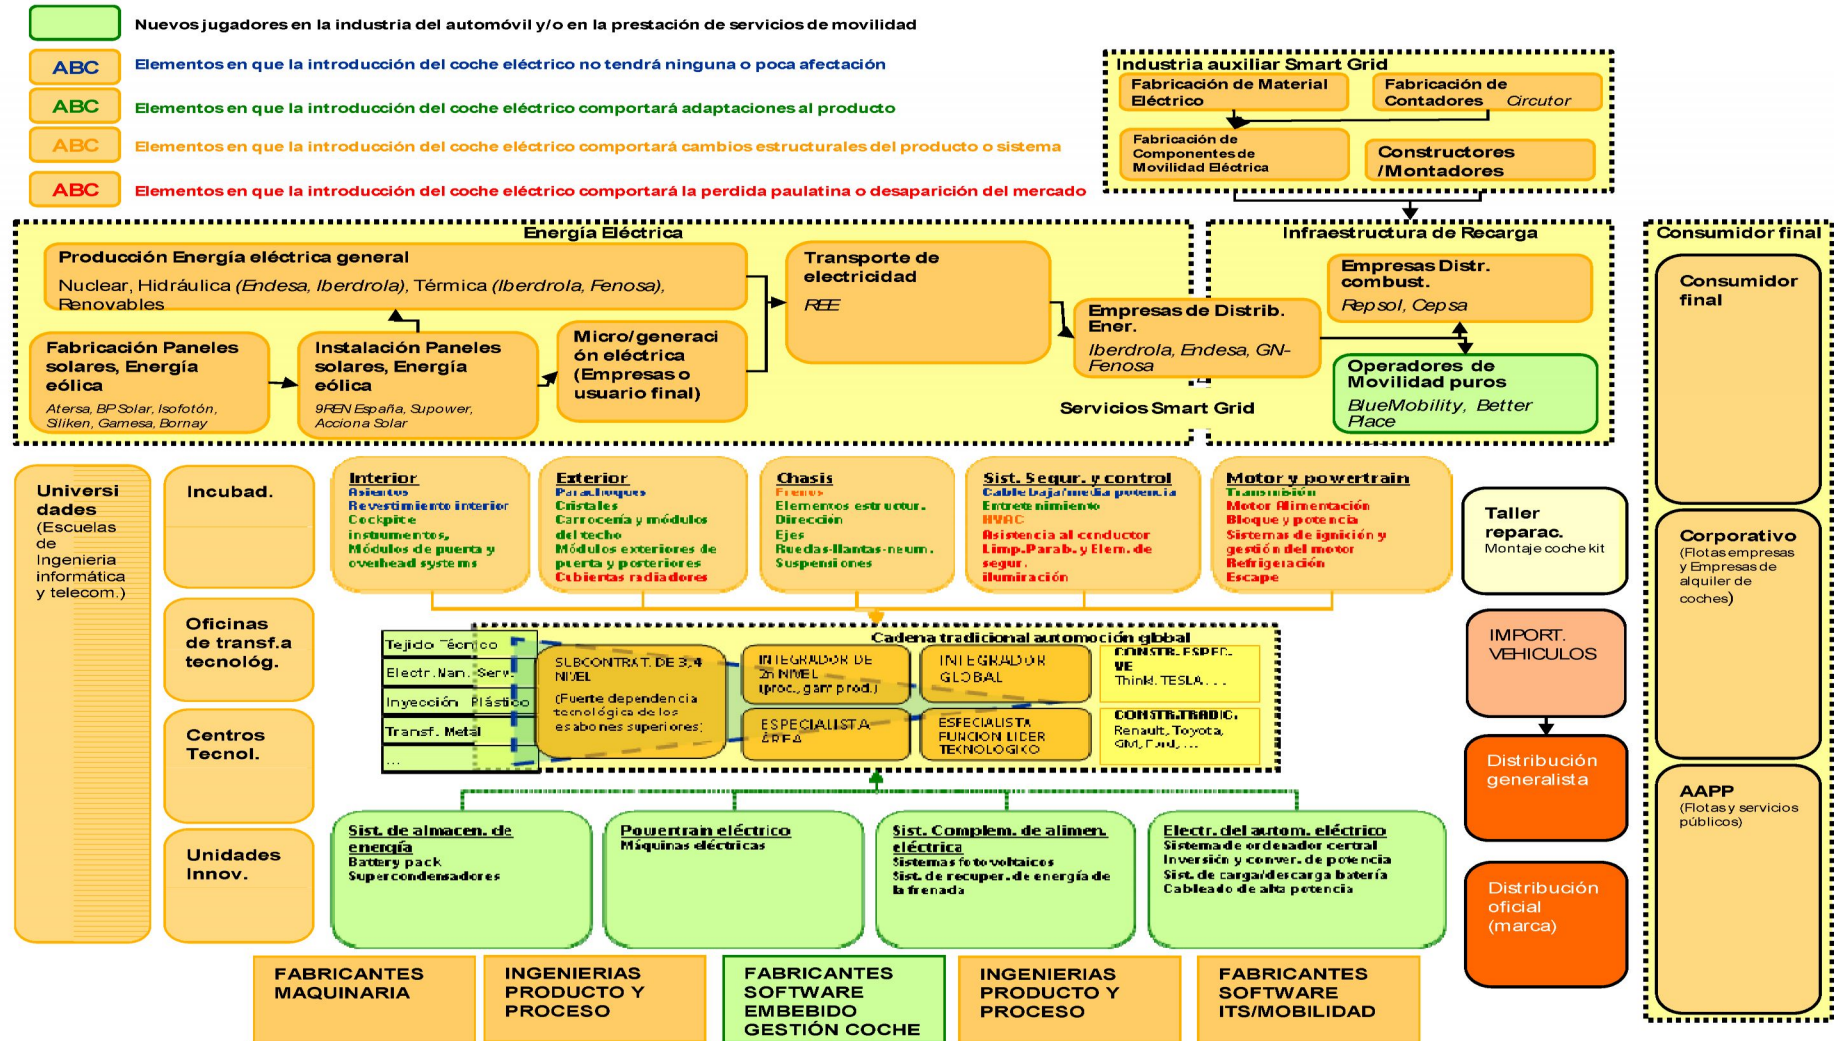 Nuevos jugadores en la industria del automóvil y/o en la prestación de servicios de movilidad
ABC
Elementos en que la introducción del coche eléctrico no tendrá ninguna o poca afectación
ABC
Elementos en que la introducción del coche eléctrico comportará adaptaciones al producto
ABC
Elementos en que la introducción del coche eléctrico comportará cambios estructurales del producto o sistema
ABC
Elementos en que la introducción del coche eléctrico comportará la perdida paulatina o desaparición del mercado
Industria auxiliar Smart Grid
Fabricación de Material
Eléctrico
Fabricación de
Contadores Circutor
Fabricación de
Componentes de
Movilidad Eléctrica
Constructores
/Montadores
Energía Eléctrica
Producción Energía eléctrica general
Nuclear, Hidráulica (Endesa, Iberdrola), Térmica (Iberdrola, Fenosa),
Renovables
Fabricación Paneles
solares, Energía
eólica
Atersa, BP Solar, Isofotón,
Siliken, Gamesa, Bornay
Instalación Paneles
solares, Energía
eólica
9REN España, Supower,
Acciona Solar
Micro/generaci
ón eléctrica
(Empresas o
usuario final)
Transporte de
electricidad
REE
Empresas de Distrib.
Ener.
Iberdrola, Endesa, GN-
Fenosa
Servicios Smart Grid
Infraestructura de Recarga
Empresas Distr.
combust.
Repsol, Cepsa
Operadores de
Movilidad puros
BlueMobility, Better
Place
Consumidor final
Consumidor
final
Corporativo
(Flotas empresas
y Empresas de
alquiler de
coches)
AAPP
(Flotas y servicios
públicos)
Universi
dades
(Escuelas
de
Ingeniería
informática
y telecom.)
Incubad.
Oficinas
de transf.a
tecnológ.
Centros
Tecnol.
Unidades
Innov.
Interior
Asientos
Revestimiento interior
Cockpite
instrumentos,
Módulos de puerta y
overhead systems
Exterior
Parachoques
Cristales
Carrocería y módulos
del techo
Módulos exteriores de
puerta y posteriores
Cubiertas radiadores
Chasis
Frenos
Elementos estructur.
Dirección
Ejes
Ruedas-llantas-neum.
Suspensiones
Sist. Segur. y control
Cable baja/media potencia
Entretenimiento
HVAC
Asistencia al conductor
Limp.Parab. y Elem. de
segur.
ilumiración
Motor y powertrain
Transmisión
Motor Alimentación
Bloque y potencia
Sistemas de ignición y
gestión del motor
Refrigeración
Escape
Taller
reparac.
Montaje coche kit
IMPORT.
VEHICULOS
Distribución
generalista
Distribución
oficial
(marca)
Cadena tradicional automoción global
Tejido Técnico
Electr. Man. Serv.
Inyección Plástico
Transf. Metál
...
SUBCONTRAT. DE 3, 4
NIVEL
(Fuerte dependencia
tecnológica de los
esabones superiores)
INTEGRADOR DE
2n NIVEL
(proc., gam prod.)
INTEGRADOR
GLOBAL
CONSTR. ESPEC.
VE
Think!, TESLA, ...
ESPECIALISTA
ÁREA
ESPECIALISTA
FUNCION LIDER
TECNOLOGICO
CONSTR.TRADIC.
Renault, Toyota,
GM, Ford, ...
Sist. de almacen. de
energía
Battery pack
Supercondensadores
Powertrain eléctrico
Máquinas eléctricas
Sist. Complem. de alimen.
eléctrica
Sistemas fotovoltaicos
Sist. de recuper. de energía de
la frenada
Electr. del autom. eléctrico
Sistema de ordenador central
Inversión y conver. de potencia
Sist. de carga/descarga batería
Cableado de alta potencia
FABRICANTES
MAQUINARIA
INGENIERIAS
PRODUCTO Y
PROCESO
FABRICANTES
SOFTWARE
EMBEBIDO
GESTIÓN COCHE
INGENIERIAS
PRODUCTO Y
PROCESO
FABRICANTES
SOFTWARE
ITS/MOBILIDAD